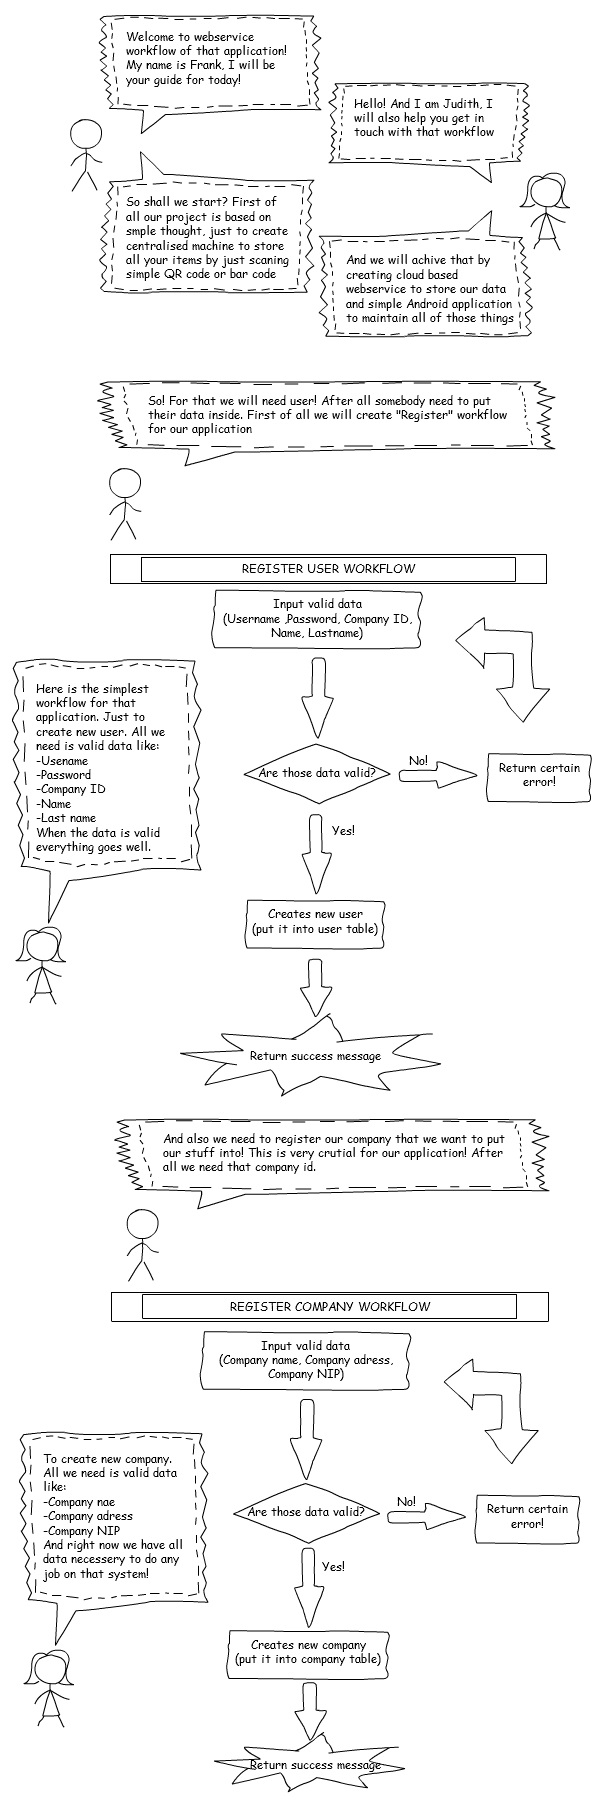 Welcome to webservice
workflow of that application!
My name is Frank, I will be
your guide for today!
Hello! And I am Judith, I
will also help you get in
touch with that workflow
So shall we start? First of
all our project is based on
smple thought, just to create
centralised machine to store
all your items by just scaning
simple QR code or bar code
And we will achive that by
creating cloud based
webservice to store our data
and simple Android application
to maintain all of those things
So! For that we will need user! After all somebody need to put
their data inside. First of all we will create "Register" workflow
for our application
REGISTER USER WORKFLOW
Input valid data
(Username ,Password, Company ID,
Name, Lastname)
Here is the simplest
workflow for that
application. Just to
create new user. All we
need is valid data like:
-Usename
-Password
-Company ID
-Name
-Last name
When the data is valid
everything goes well.
Are those data valid?
No!
Return certain
error!
Yes!
Creates new user
(put it into user table)
Return success message
And also we need to register our company that we want to put
our stuff into! This is very crutial for our application! After
all we need that company id.
REGISTER COMPANY WORKFLOW
Input valid data
(Company name, Company adress,
Company NIP)
To create new company.
All we need is valid data
like:
-Company nae
-Company adress
-Company NIP
And right now we have all
data necessery to do any
job on that system!
Are those data valid?
No!
Return certain
error!
Yes!
Creates new company
(put it into company table)
Return success message